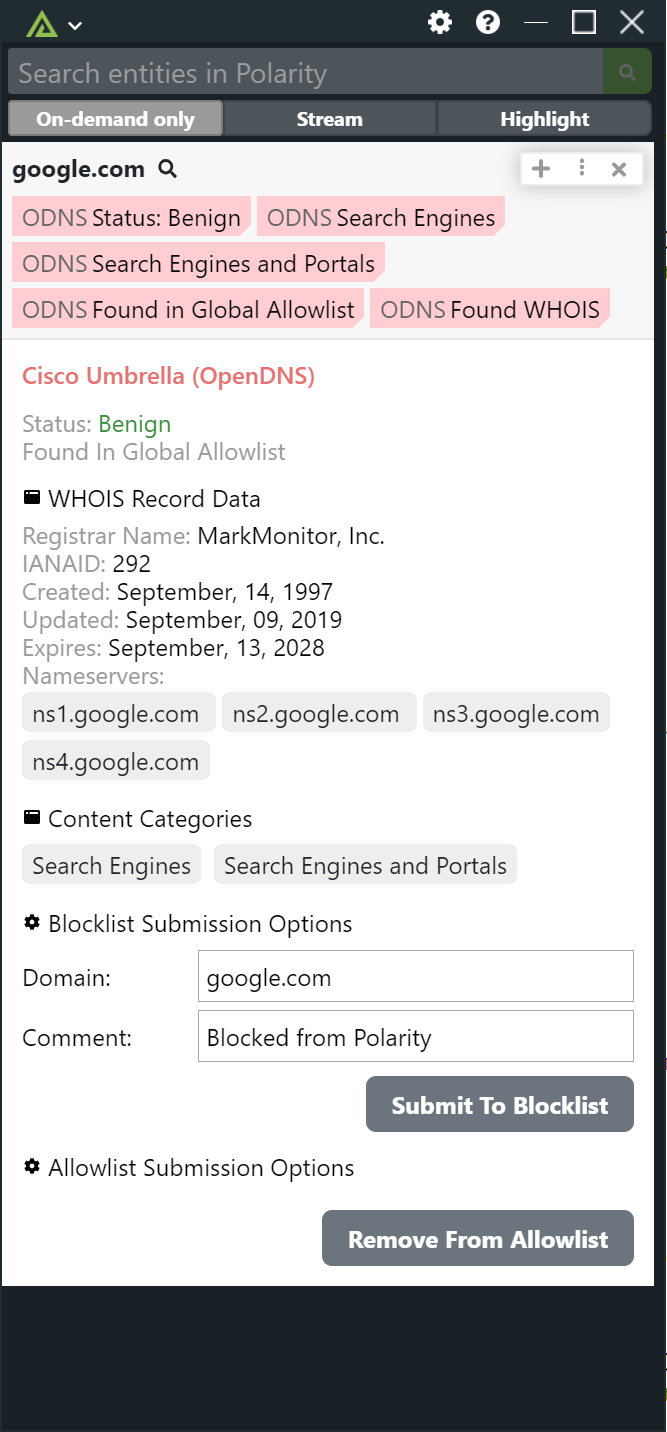 Search entities in Polarity
On-demand only Stream Highlight
google.com
ODNS Status: Benign ODNS Search Engines
ODNS Search Engines and Portals
ODNS Found in Global Allowlist ODNS Found WHOIS
Cisco Umbrella (OpenDNS)
Status: Benign
Found In Global Allowlist
WHOIS Record Data
Registrar Name: MarkMonitor, Inc.
IANAID: 292
Created: September, 14, 1997
Updated: September, 09, 2019
Expires: September, 13, 2028
Nameservers:
ns1.google.com ns2.google.com ns3.google.com
ns4.google.com
Content Categories
Search Engines Search Engines and Portals
Blocklist Submission Options
Domain: google.com
Comment: Blocked from Polarity
Submit To Blocklist
Allowlist Submission Options
Remove From Allowlist